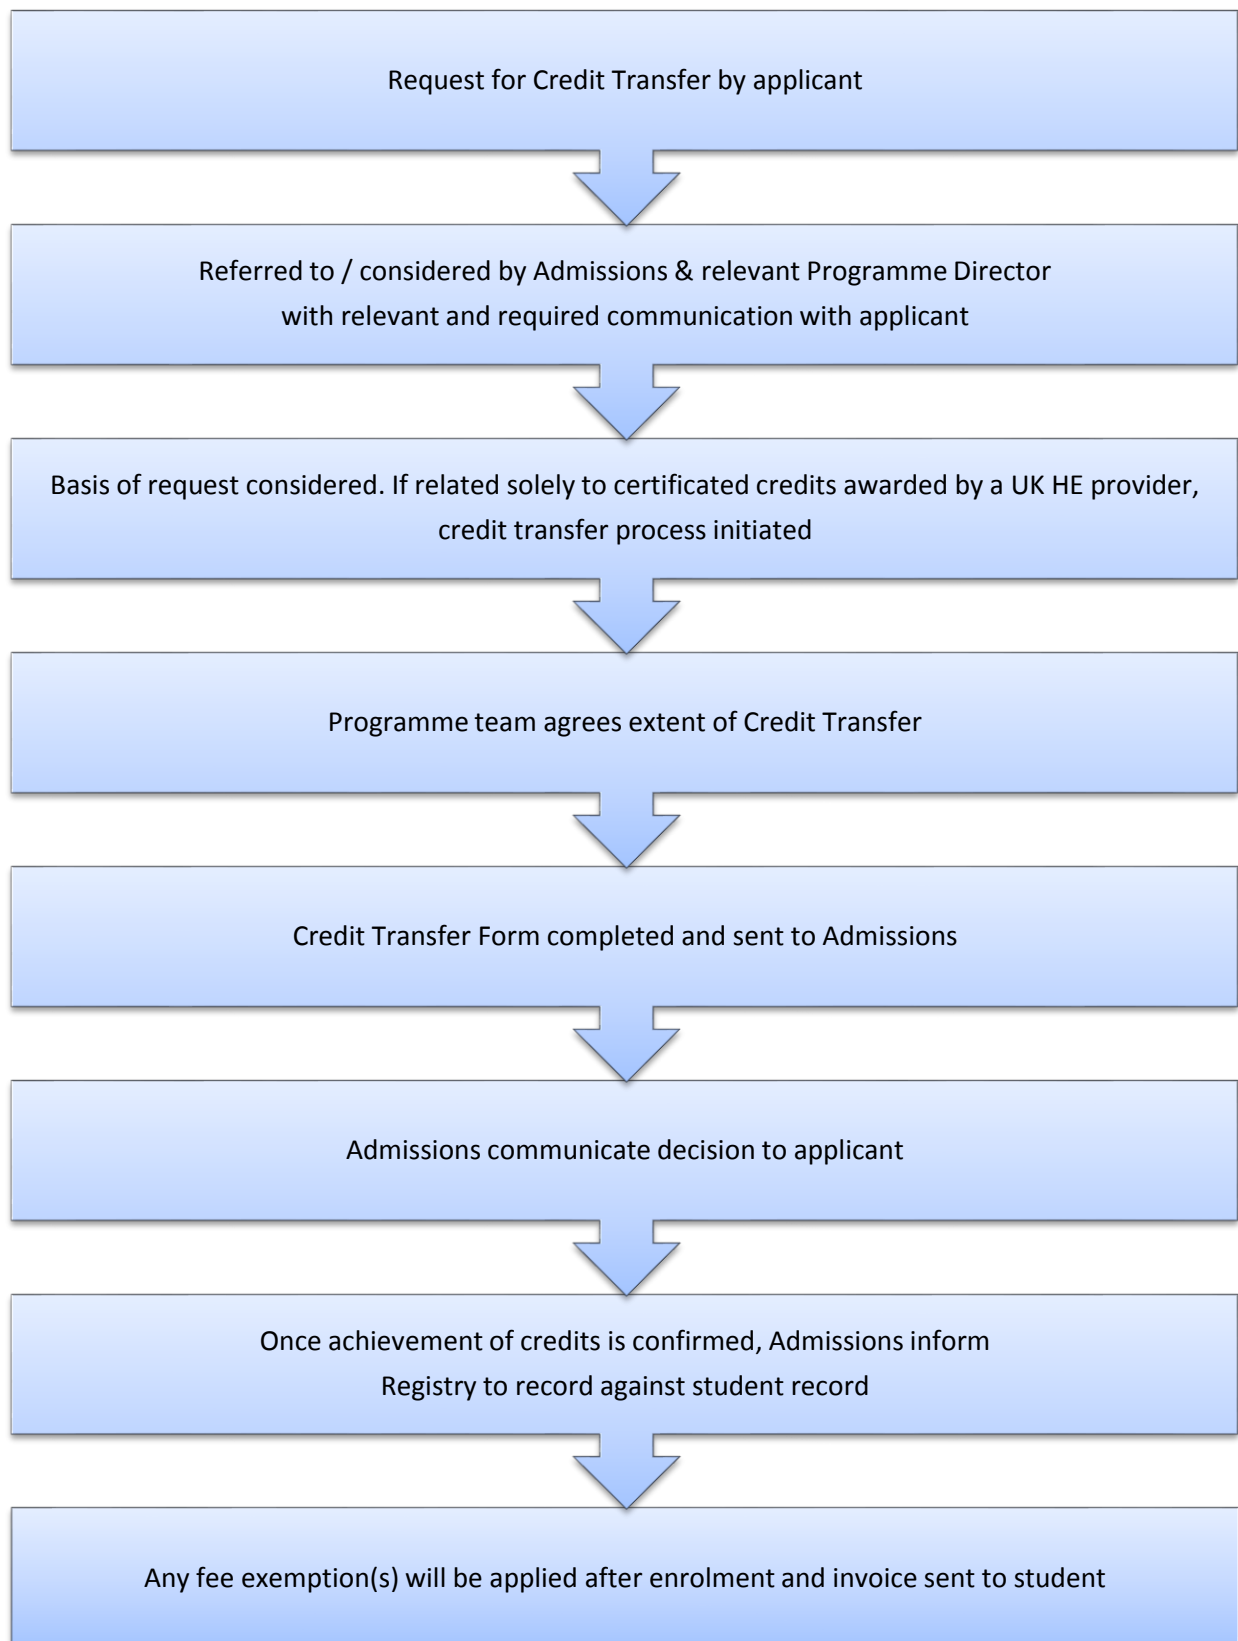 Request for Credit Transfer by applicant
Referred to / considered by Admissions & relevant Programme Director
with relevant and required communication with applicant
Basis of request considered. If related solely to certificated credits awarded by a UK HE provider,
credit transfer process initiated
Programme team agrees extent of Credit Transfer
Credit Transfer Form completed and sent to Admissions
Admissions communicate decision to applicant
Once achievement of credits is confirmed, Admissions inform
Registry to record against student record
Any fee exemption(s) will be applied after enrolment and invoice sent to student